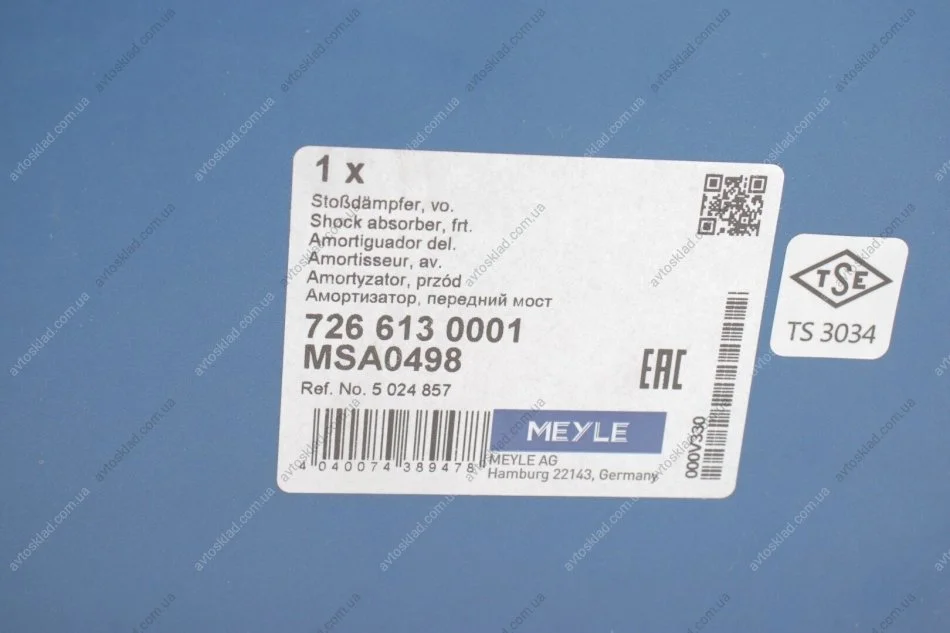 1 x
Stoßdämpfer, vo.
Shock absorber, frt.
Amortiguador del.
Amortisseur, av.
Amortyzator, przód
Амортизатор, передний мост
726 613 0001
MSA0498
Ref. No. 5 024 857
EAC
4 040074 389478
MEYLE
MEYLE AG
Hamburg 22143, Germany
000V330
TSE
TS 3034
avtosklad.com.ua